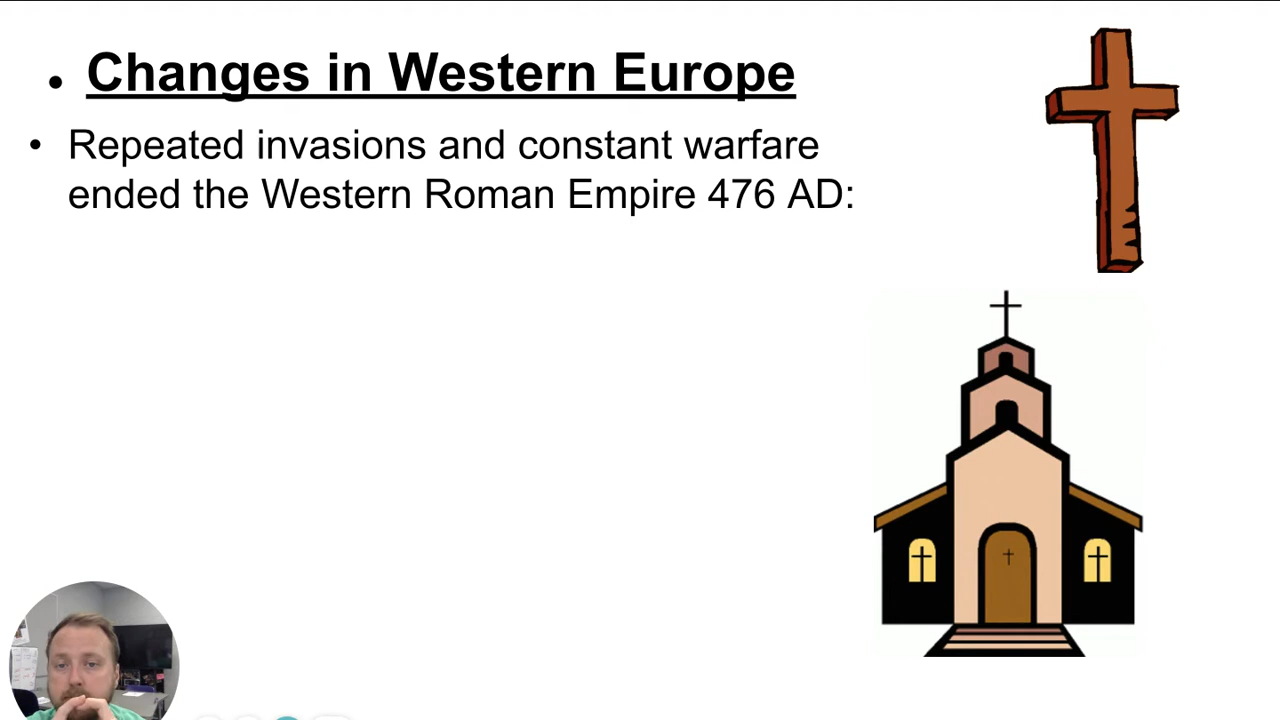 • Changes in Western Europe
• Repeated invasions and constant warfare
ended the Western Roman Empire 476 AD: